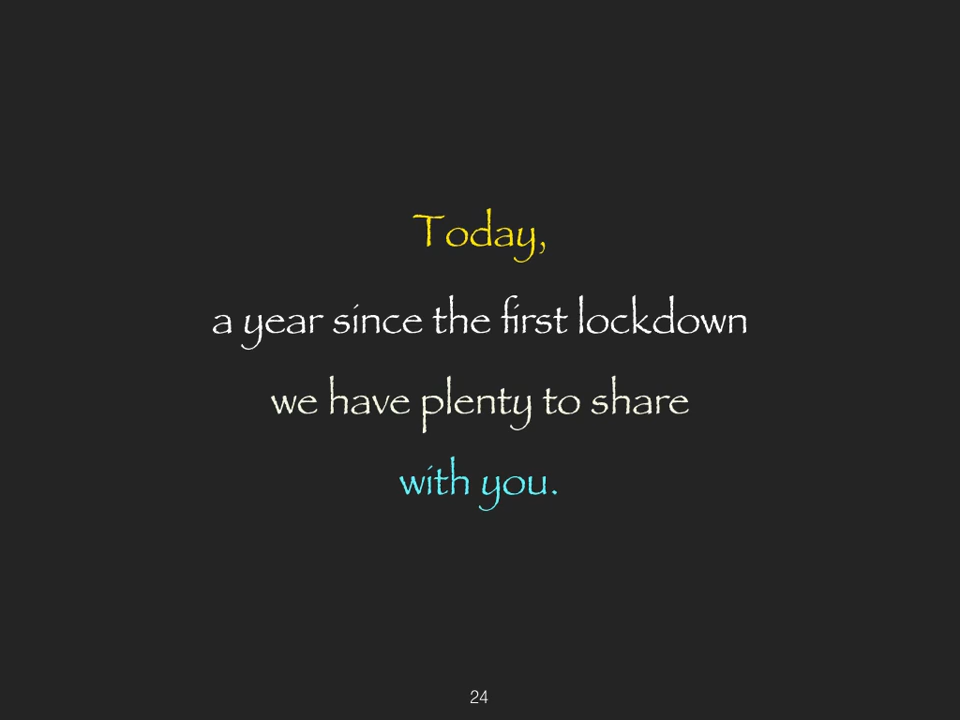 Today,
a year since the first lockdown
we have plenty to share
with you.
24